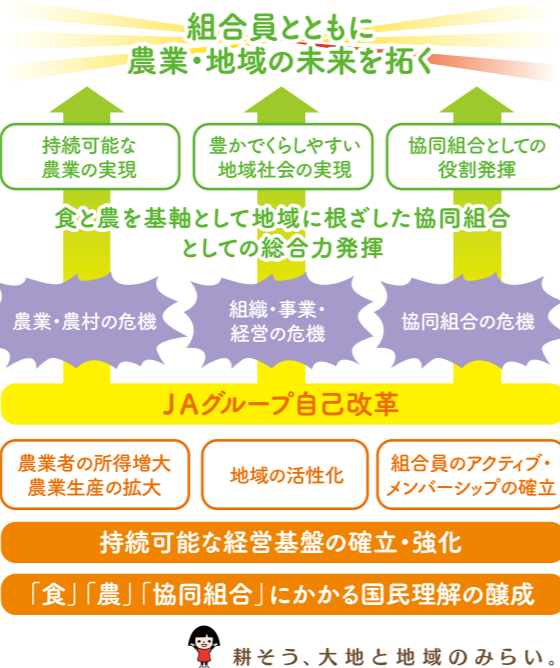 組合員とともに
農業・地域の未来を拓く
持続可能な
農業の実現
豊かでくらしやすい
地域社会の実現
協同組合としての
役割発揮
食と農を基軸として地域に根ざした協同組合
としての総合力発揮
農業・農村の危機
組織・事業・
経営の危機
協同組合の危機
JAグループ自己改革
農業者の所得増大
農業生産の拡大
地域の活性化
組合員のアクティブ・
メンバーシップの確立
持続可能な経営基盤の確立・強化
「食」「農」「協同組合」にかかる国民理解の醸成
耕そう、大地と地域のみらい。